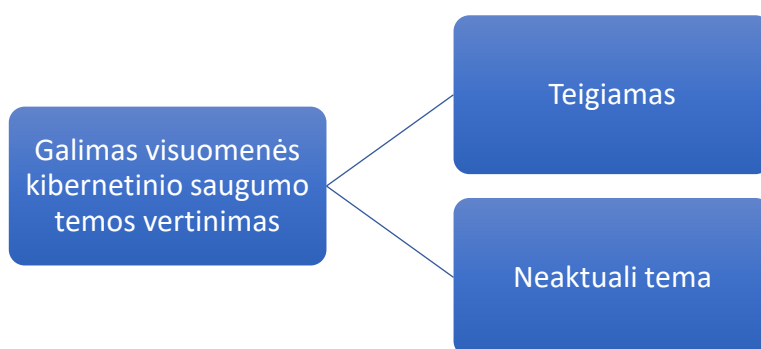 Galimas visuomenės
kibernetinio saugumo
temos vertinimas
Teigiamas
Neaktuali tema